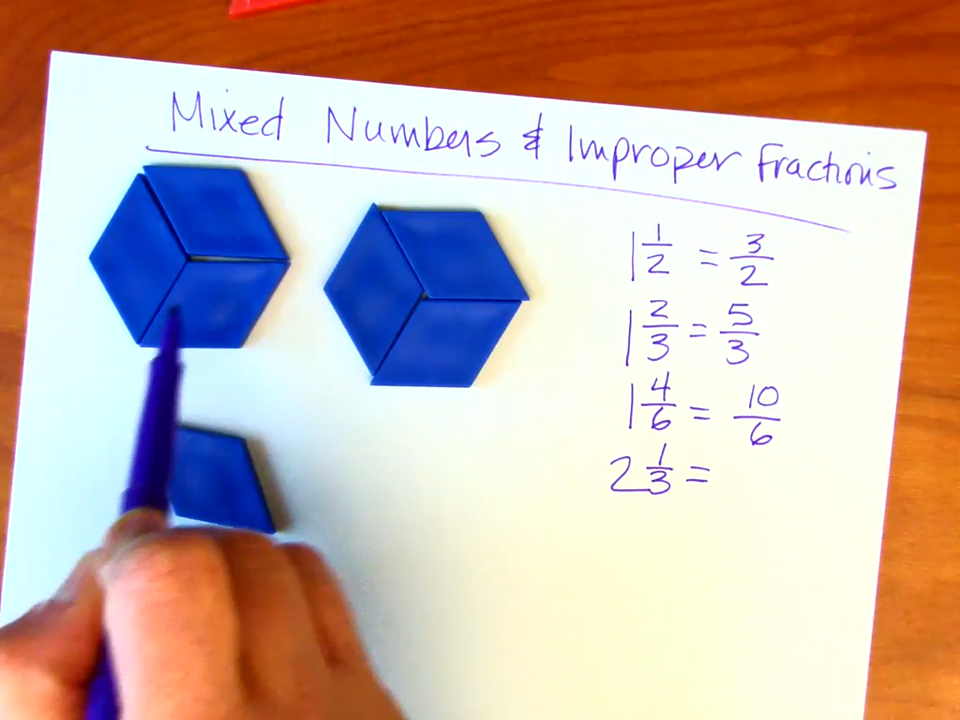 Mixed Numbers & Improper Fractions
1 1/2 = 3/2
1 2/3 = 5/3
1 4/6 = 10/6
2 1/3 =